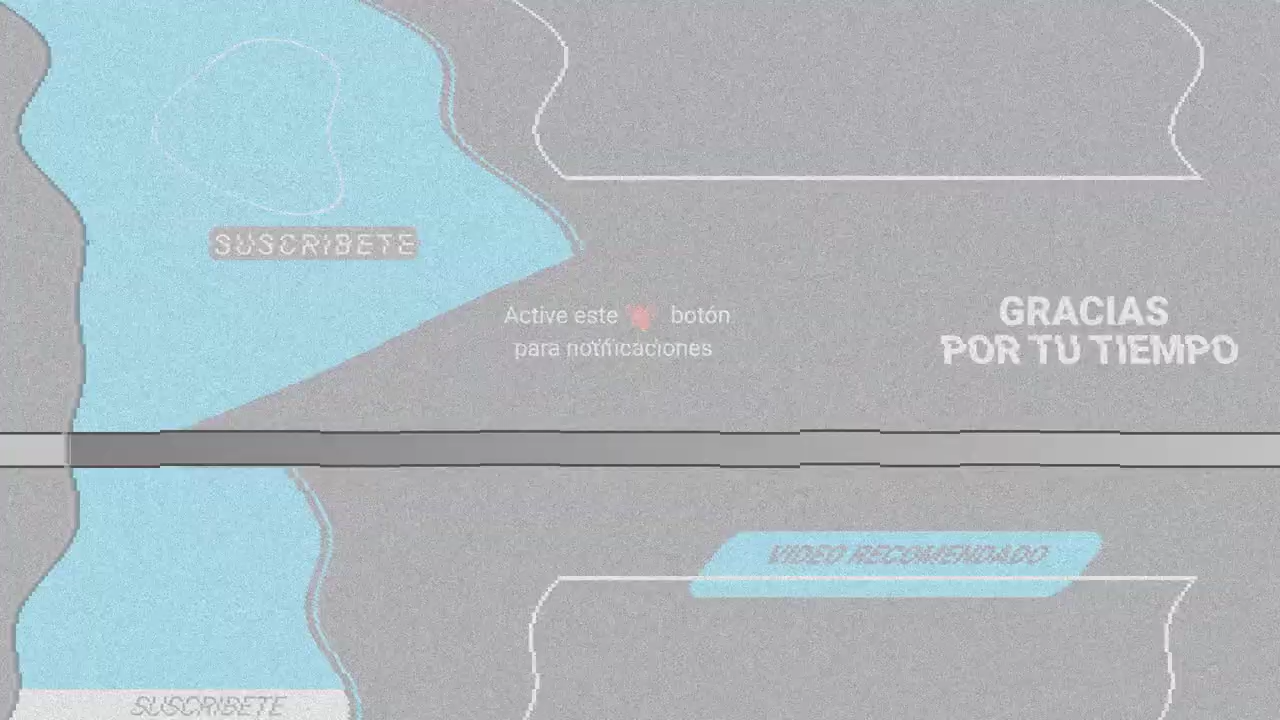 SUSCRIBETE
Active este botón
para notificaciones
GRACIAS
POR TU TIEMPO
VIDEO RECOMENDADO
SUSCRIBETE